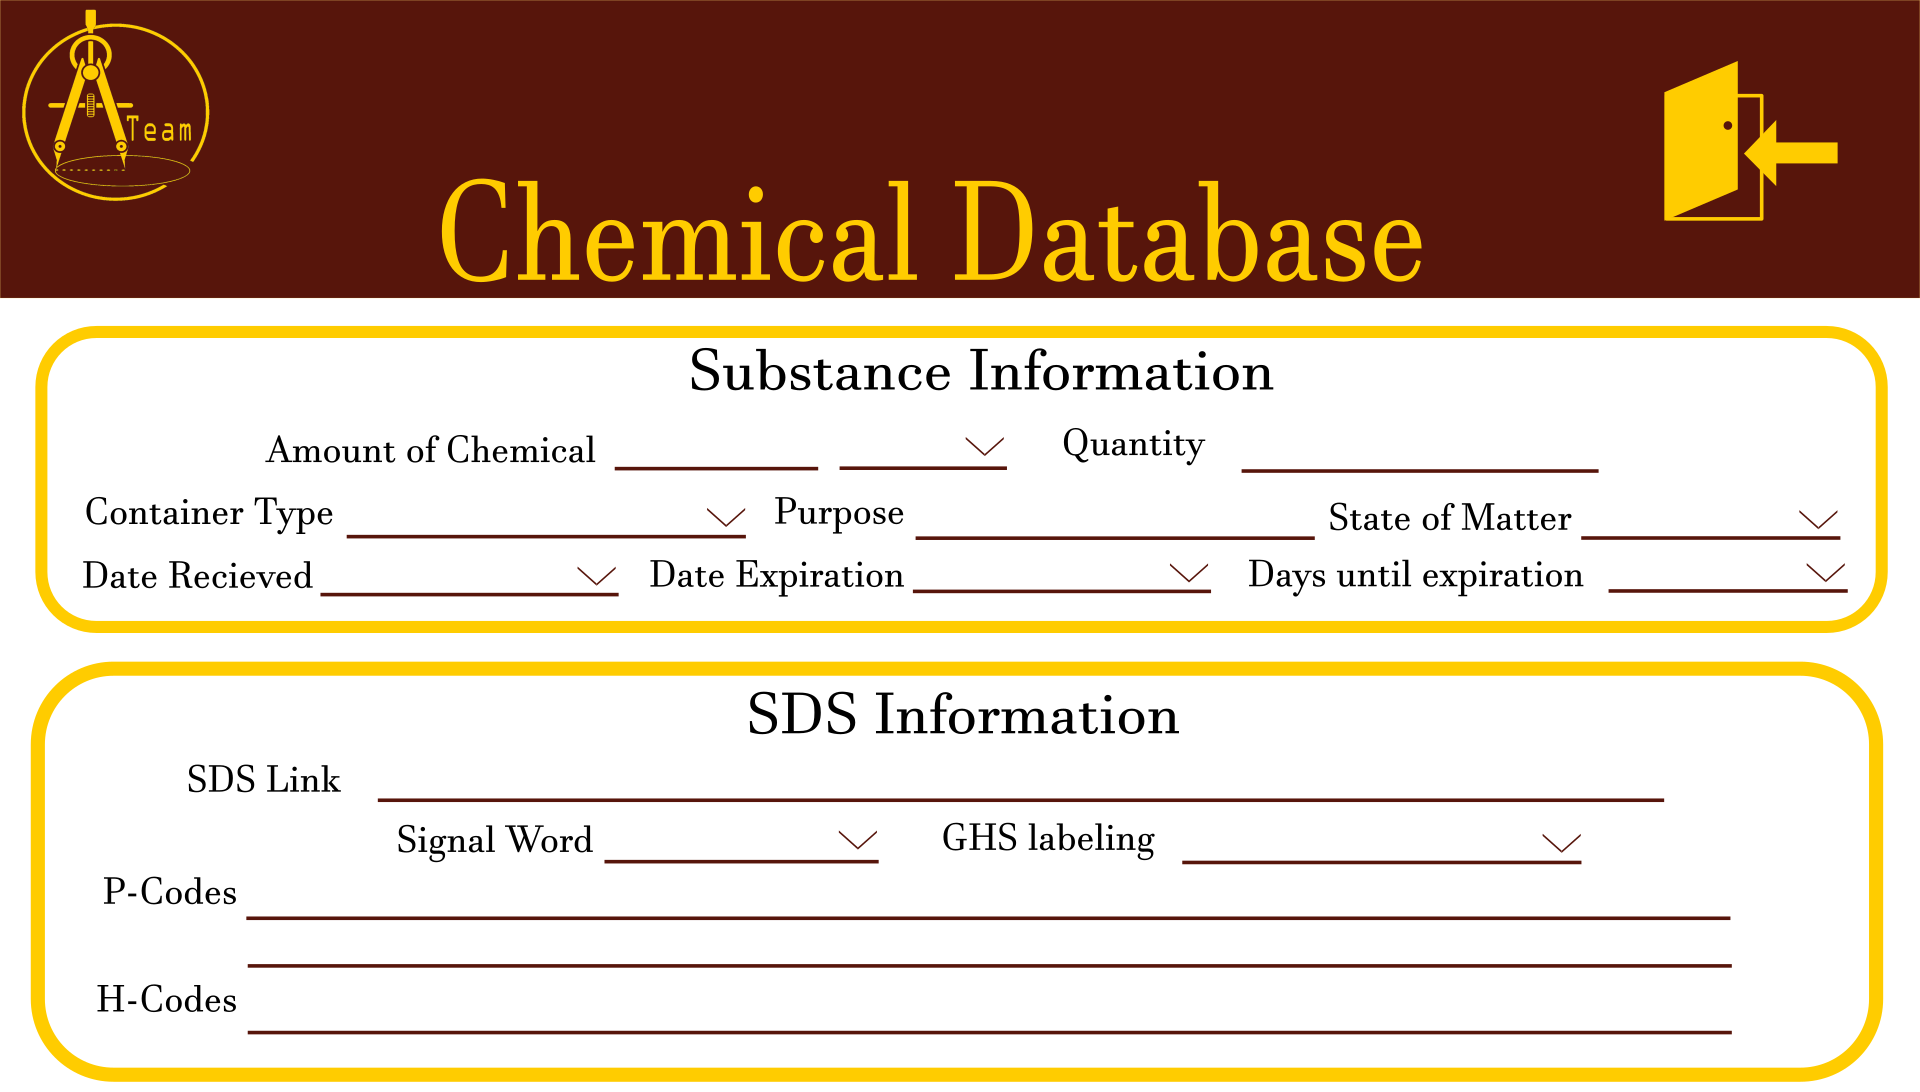 Team
Chemical Database
Substance Information
Amount of Chemical Quantity
Container Type Purpose State of Matter
Date Recieved Date Expiration Days until expiration
SDS Information
SDS Link
Signal Word GHS labeling
P-Codes
H-Codes